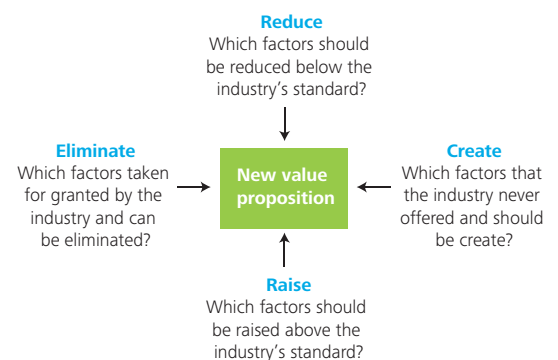 Reduce
Which factors should
be reduced below the
industry's standard?
Eliminate
Which factors taken
for granted by the
industry and can
be eliminated?
New value
proposition
Create
Which factors that
the industry never
offered and should
be create?
Raise
Which factors should
be raised above the
industry's standard?